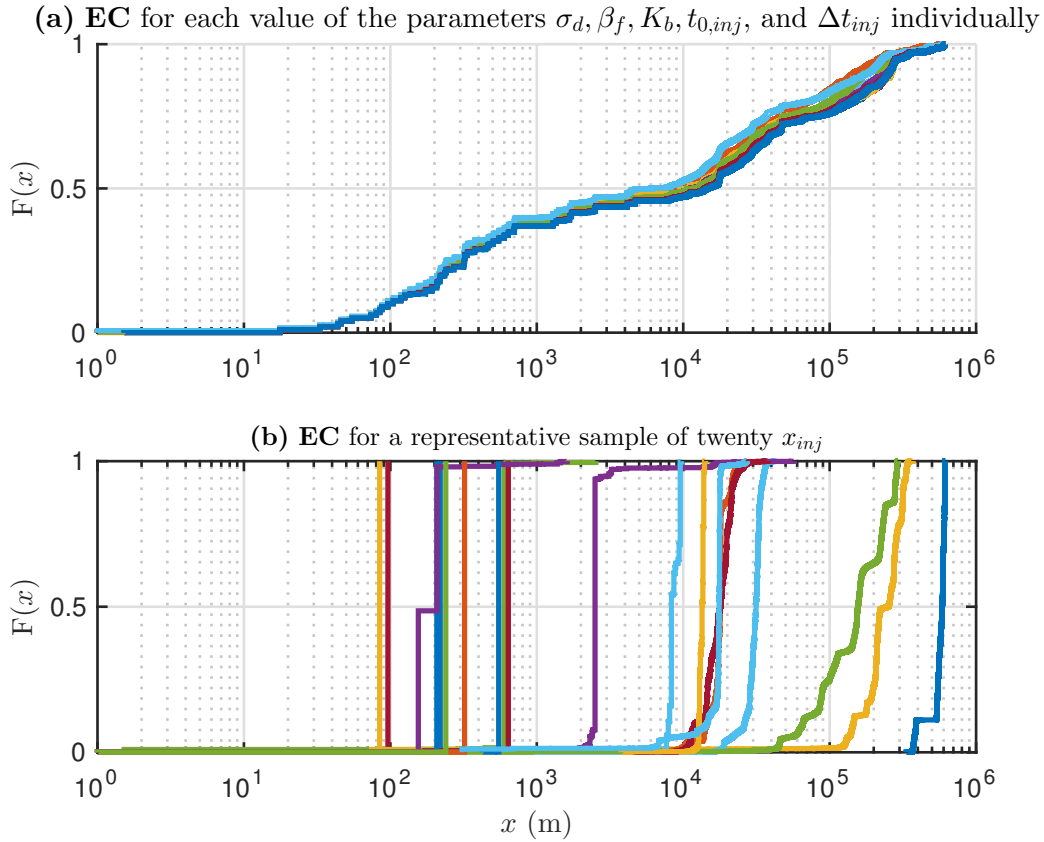 (a) EC for each value of the parameters σ_d, β_f, K_b, t_{0,inj}, and Δt_{inj} individually
1
0.5
0
F(x)
10^0 10^1 10^2 10^3 10^4 10^5 10^6
(b) EC for a representative sample of twenty x_{inj}
1
0.5
0
F(x)
10^0 10^1 10^2 10^3 10^4 10^5 10^6
x (m)